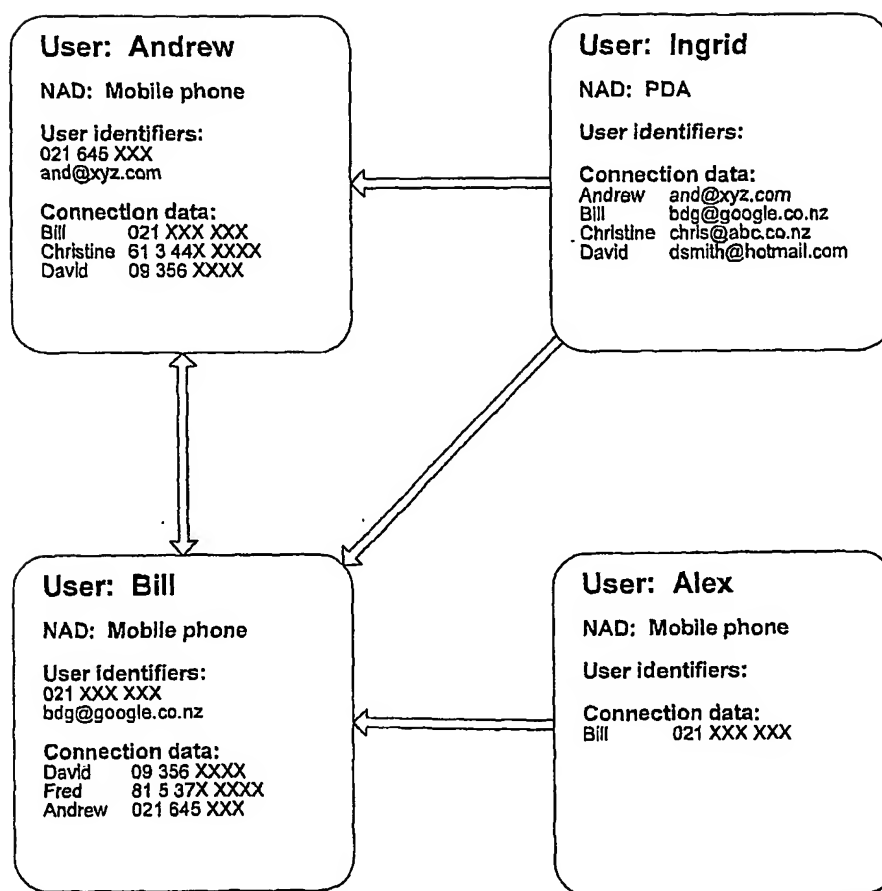 User: Andrew
NAD: Mobile phone
User identifiers:
021 645 XXX
and@xyz.com
Connection data:
Bill 021 XXX XXX
Christine 61 3 44X XXXX
David 09 356 XXXX
User: Ingrid
NAD: PDA
User identifiers:
Connection data:
Andrew and@xyz.com
Bill bdg@google.co.nz
Christine chris@abc.co.nz
David dsmith@hotmail.com
User: Bill
NAD: Mobile phone
User identifiers:
021 XXX XXX
bdg@google.co.nz
Connection data:
David 09 356 XXXX
Fred 81 5 37X XXXX
Andrew 021 645 XXX
User: Alex
NAD: Mobile phone
User identifiers:
Connection data:
Bill 021 XXX XXX